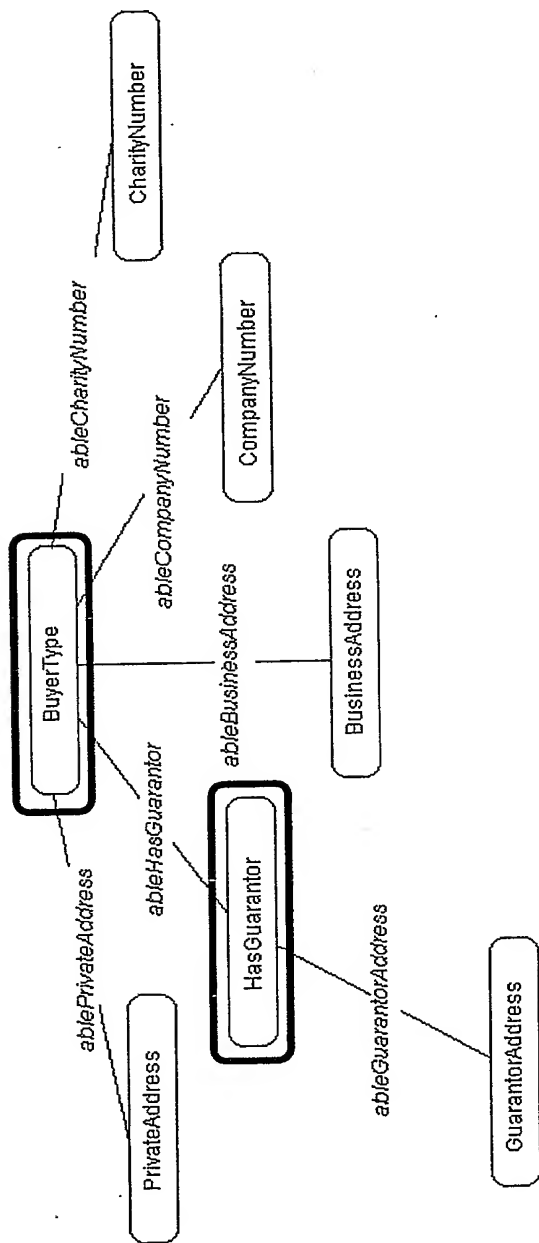 BuyerType
ablePrivateAddress
ableCharityNumber
PrivateAddress
CharityNumber
ableHasGuarantor
ableCompanyNumber
ableBusinessAddress
HasGuarantor
CompanyNumber
BusinessAddress
ableGuarantorAddress
GuarantorAddress